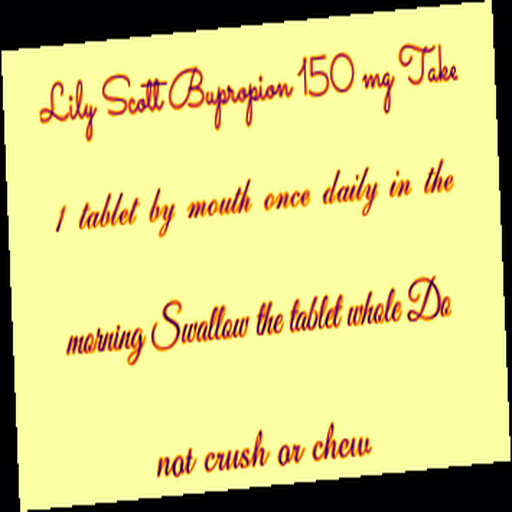 Lily Scott Bupropion 150 mg Take
1 tablet by mouth once daily in the
morning Swallow the tablet whole Do
not crush or chew